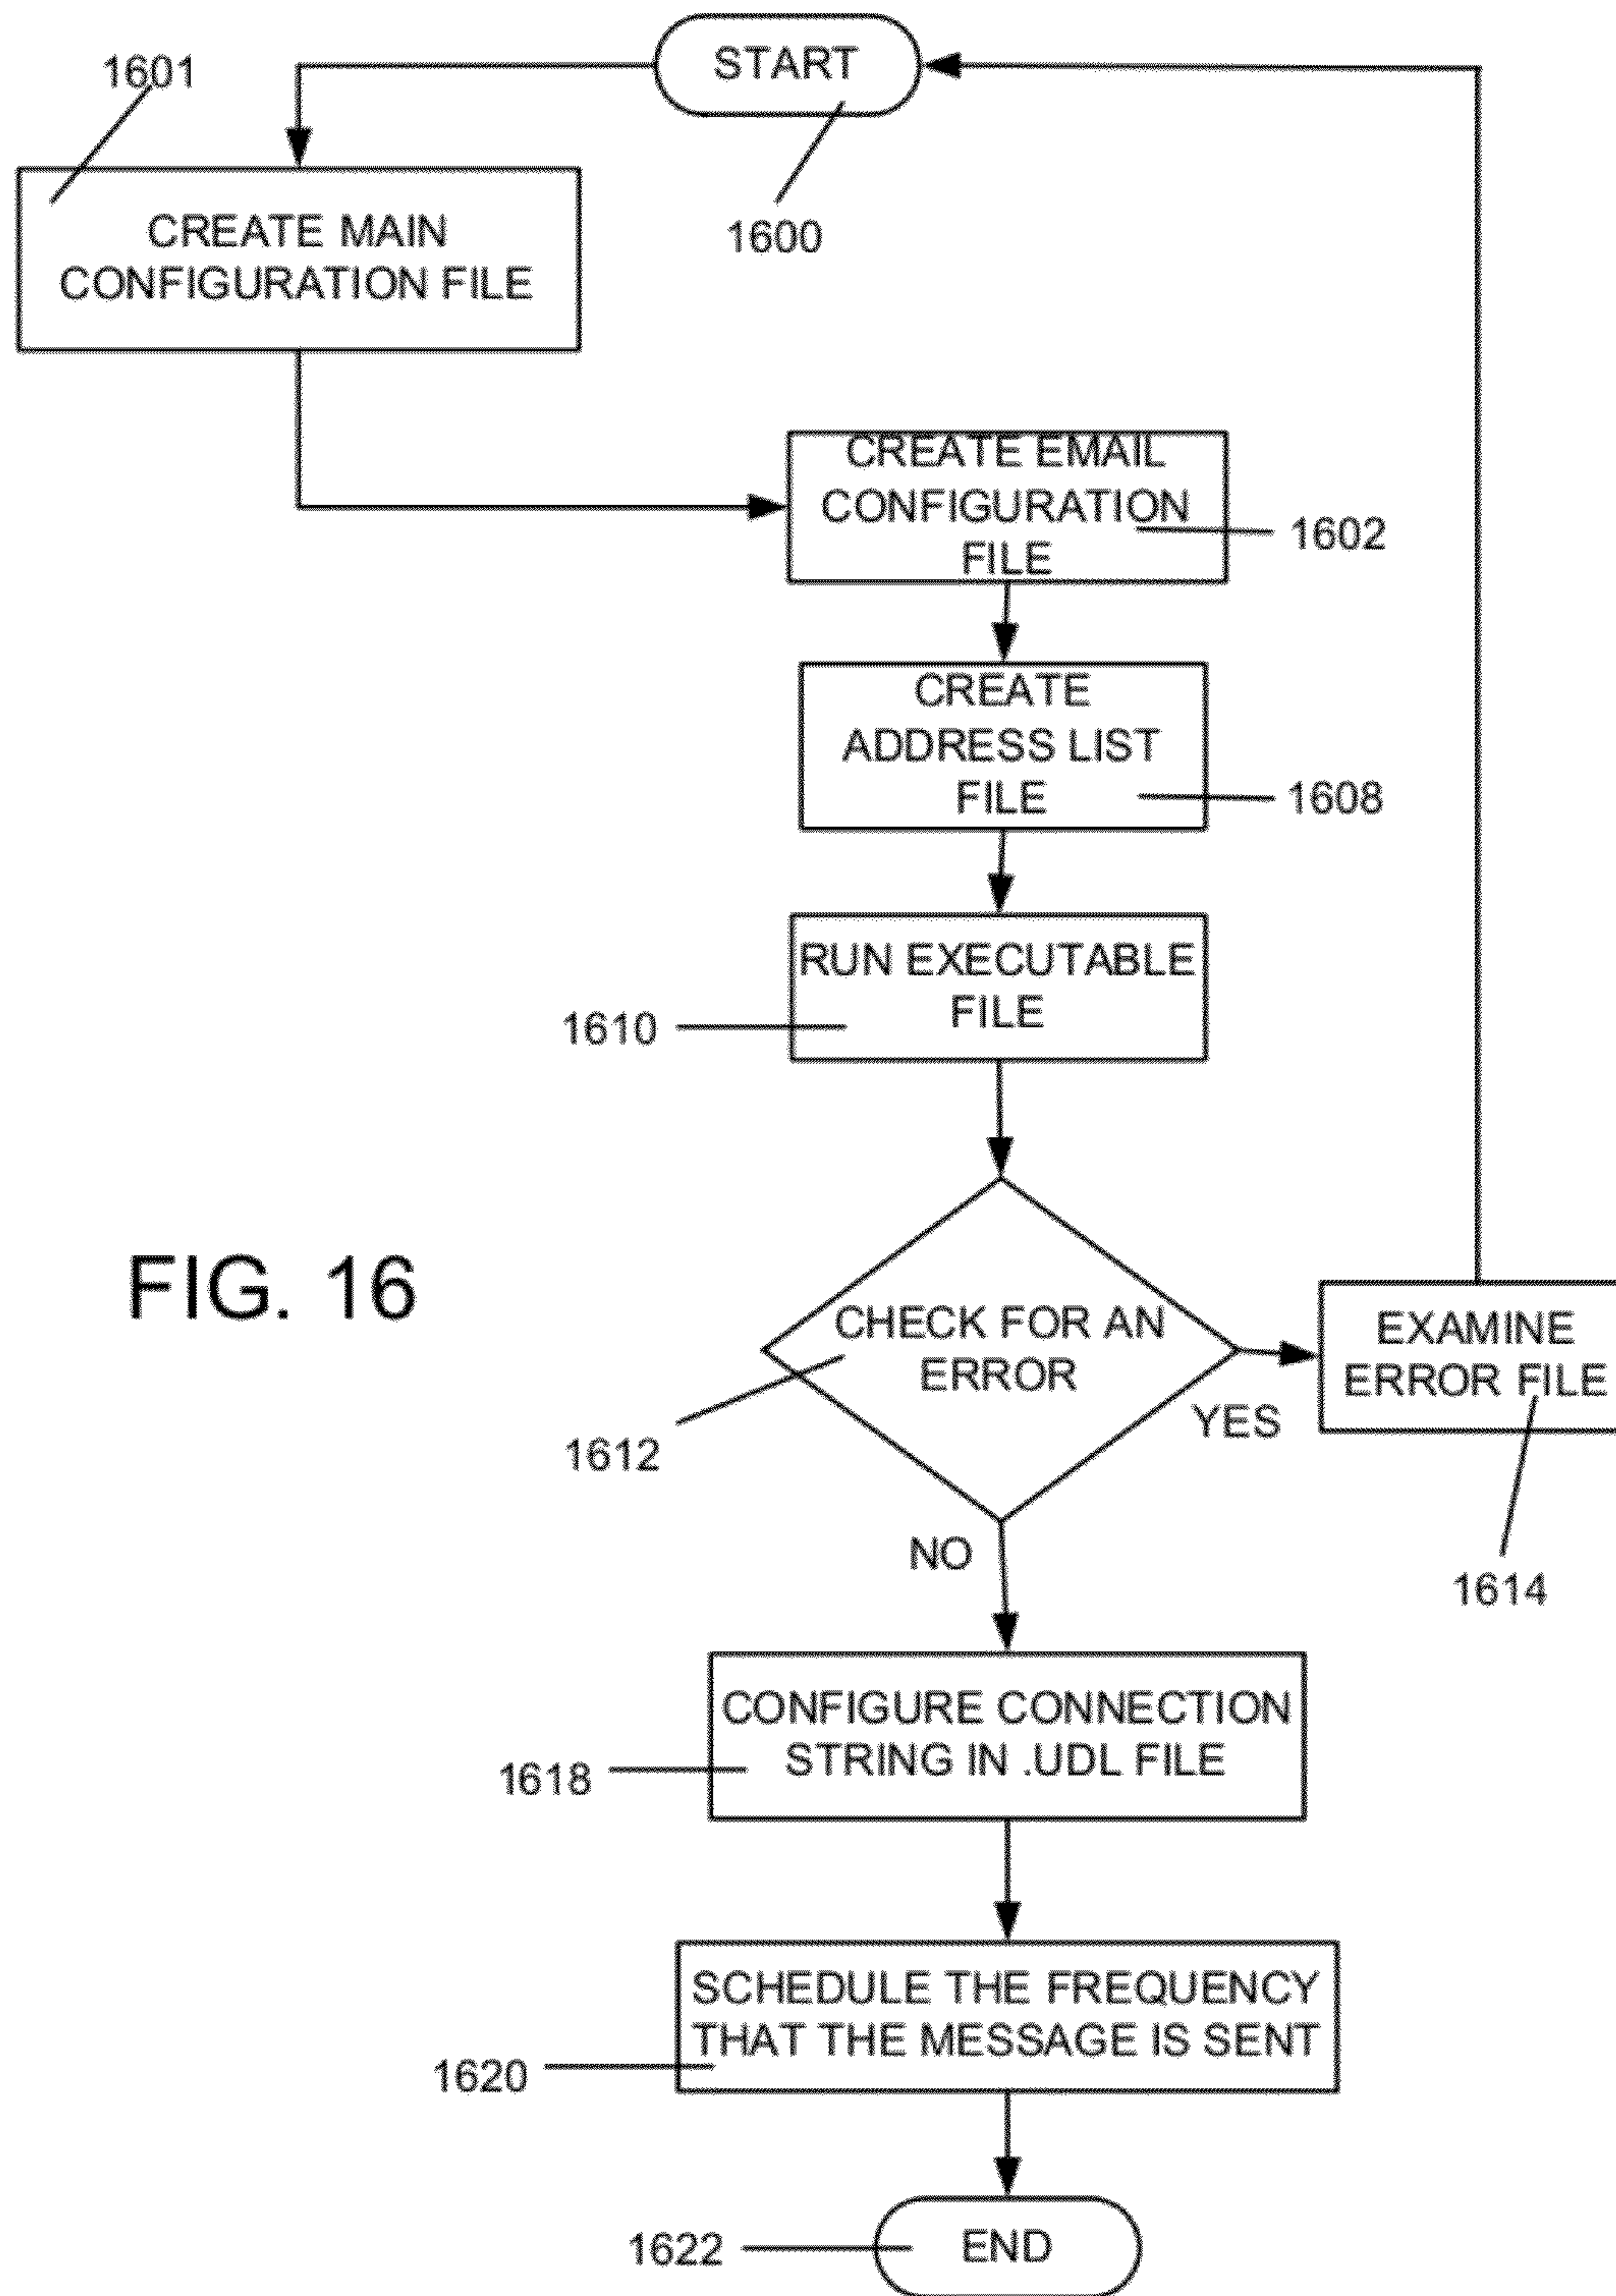 START
1601
1600
CREATE MAIN
CONFIGURATION FILE
CREATE EMAIL
CONFIGURATION
FILE
1602
CREATE
ADDRESS LIST
FILE
1608
RUN EXECUTABLE
FILE
1610
FIG. 16
CHECK FOR AN
ERROR
1612
YES
EXAMINE
ERROR FILE
1614
NO
CONFIGURE CONNECTION
STRING IN .UDL FILE
1618
SCHEDULE THE FREQUENCY
THAT THE MESSAGE IS SENT
1620
END
1622